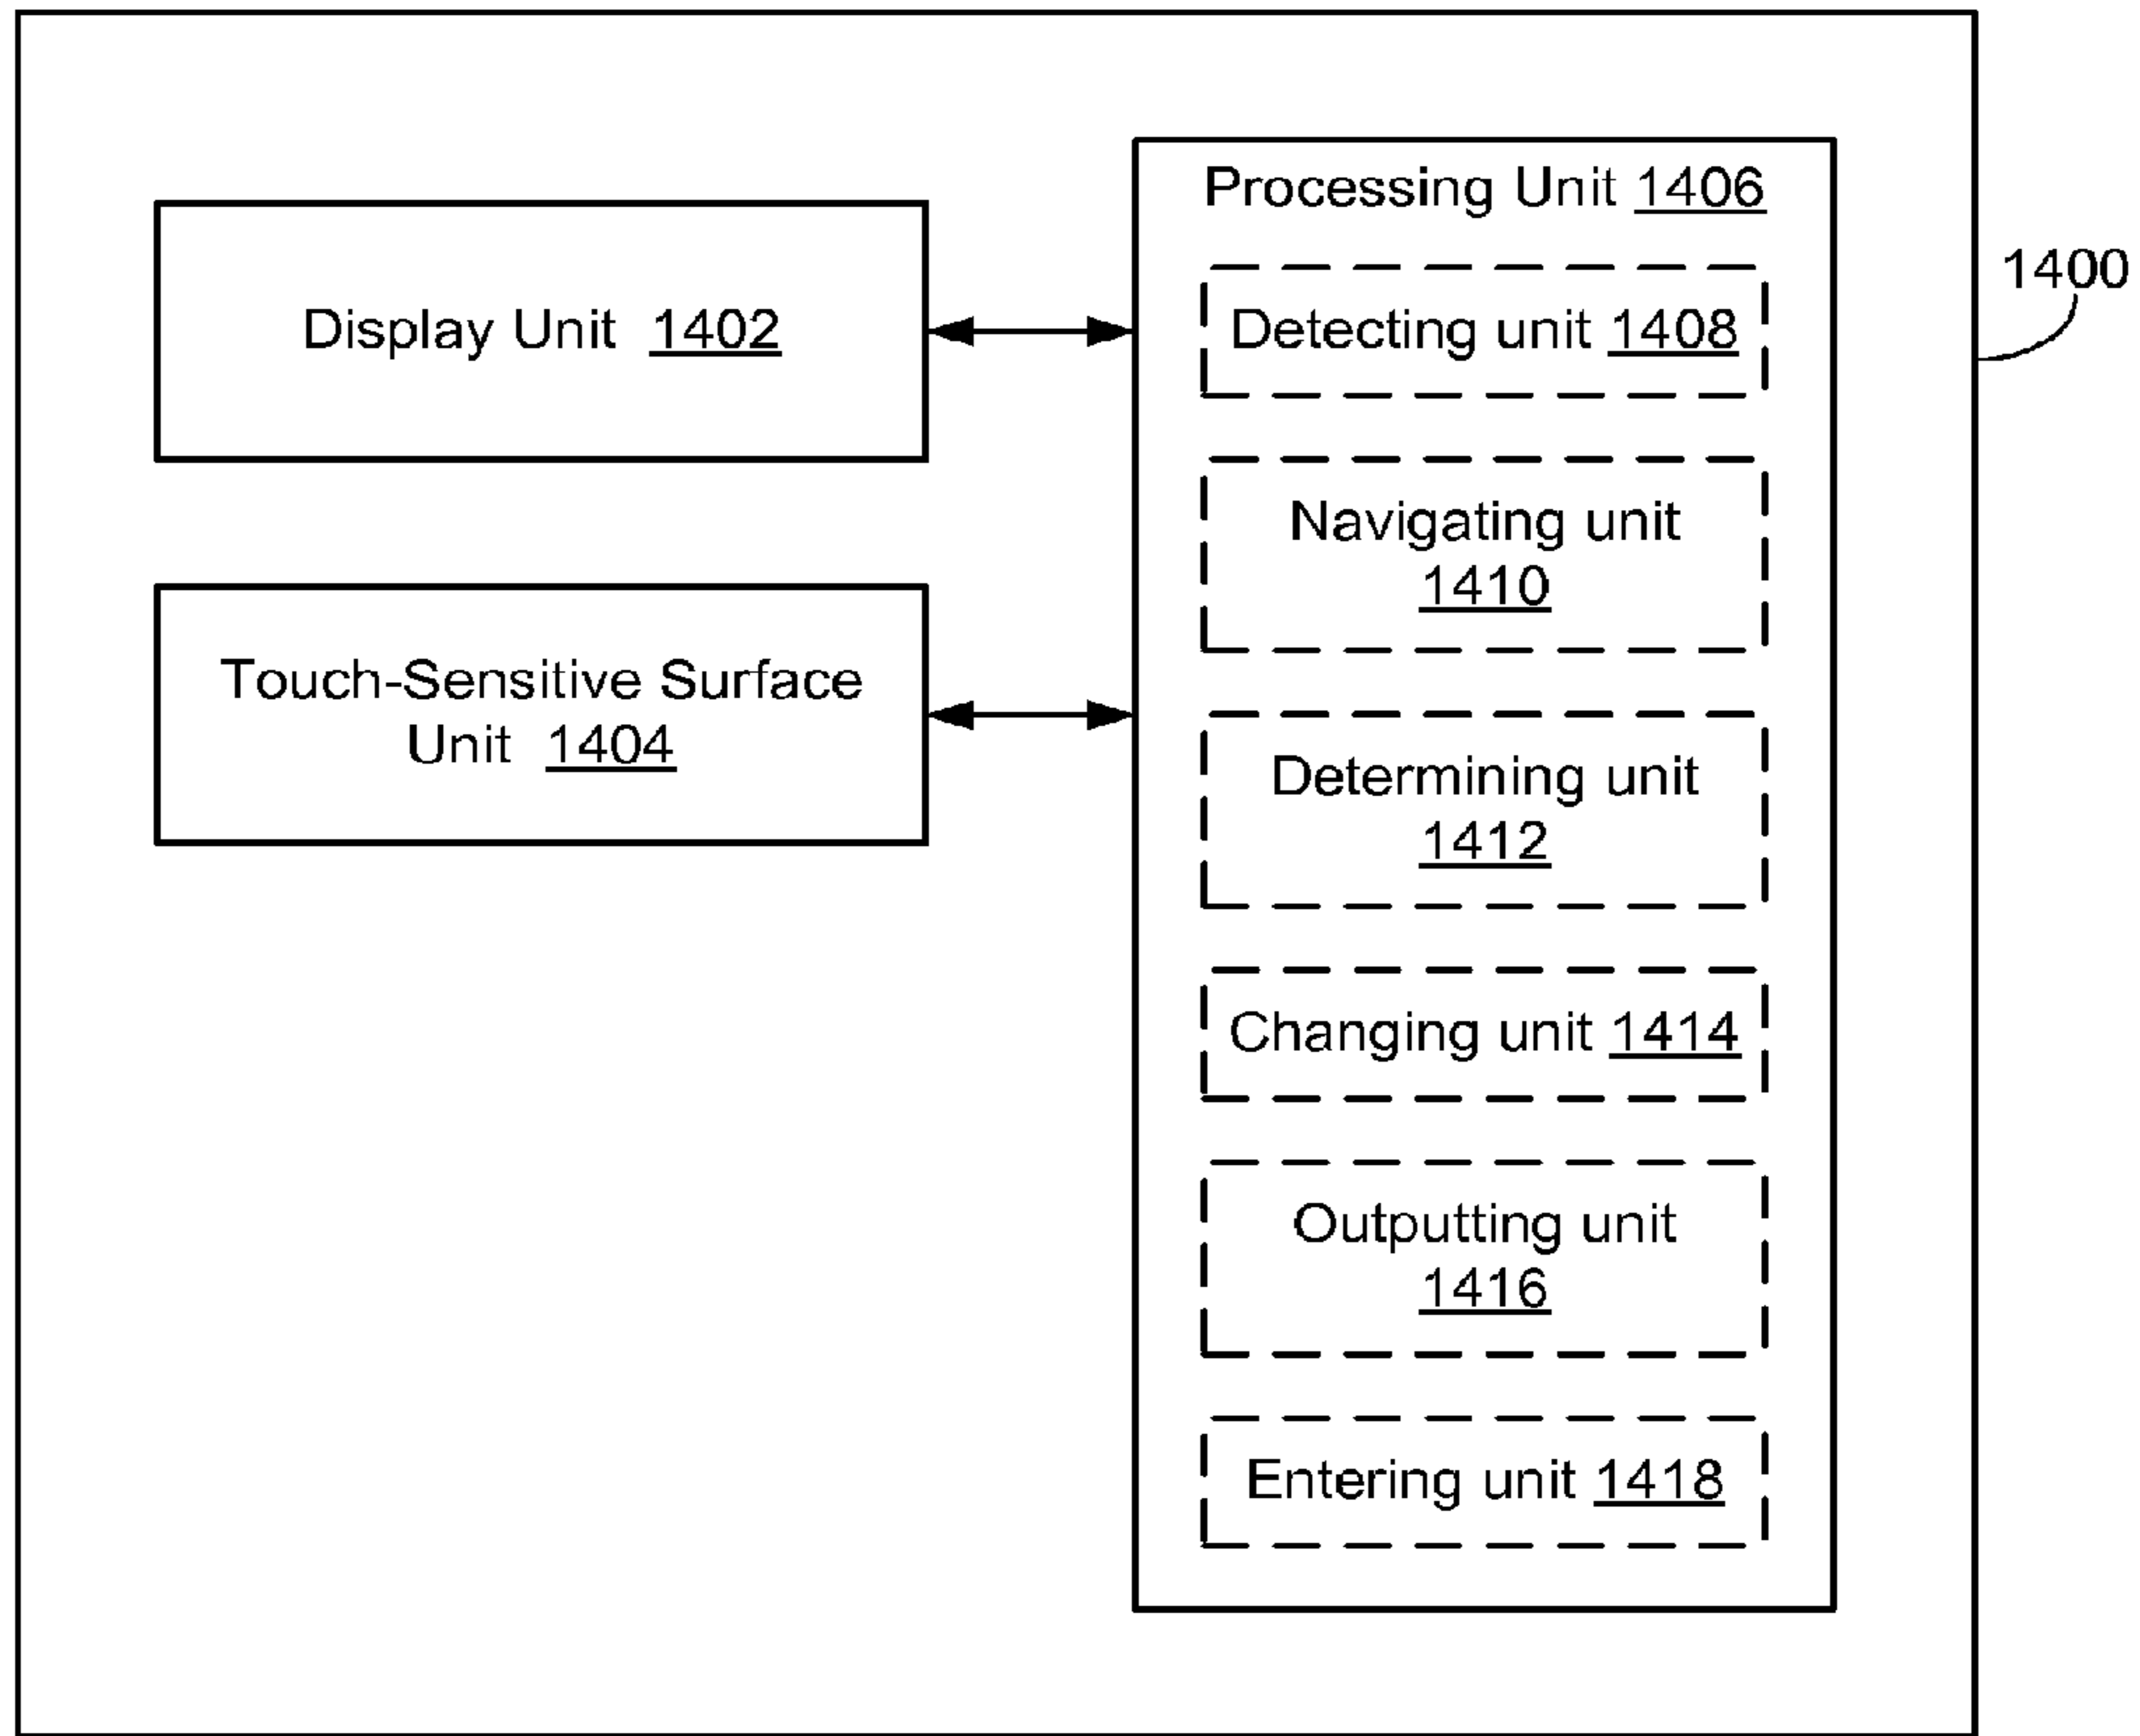 Processing Unit 1406
1400
Display Unit 1402
Detecting unit 1408
Navigating unit
1410
Touch-Sensitive Surface
Unit 1404
Determining unit
1412
Changing unit 1414
Outputting unit
1416
Entering unit 1418